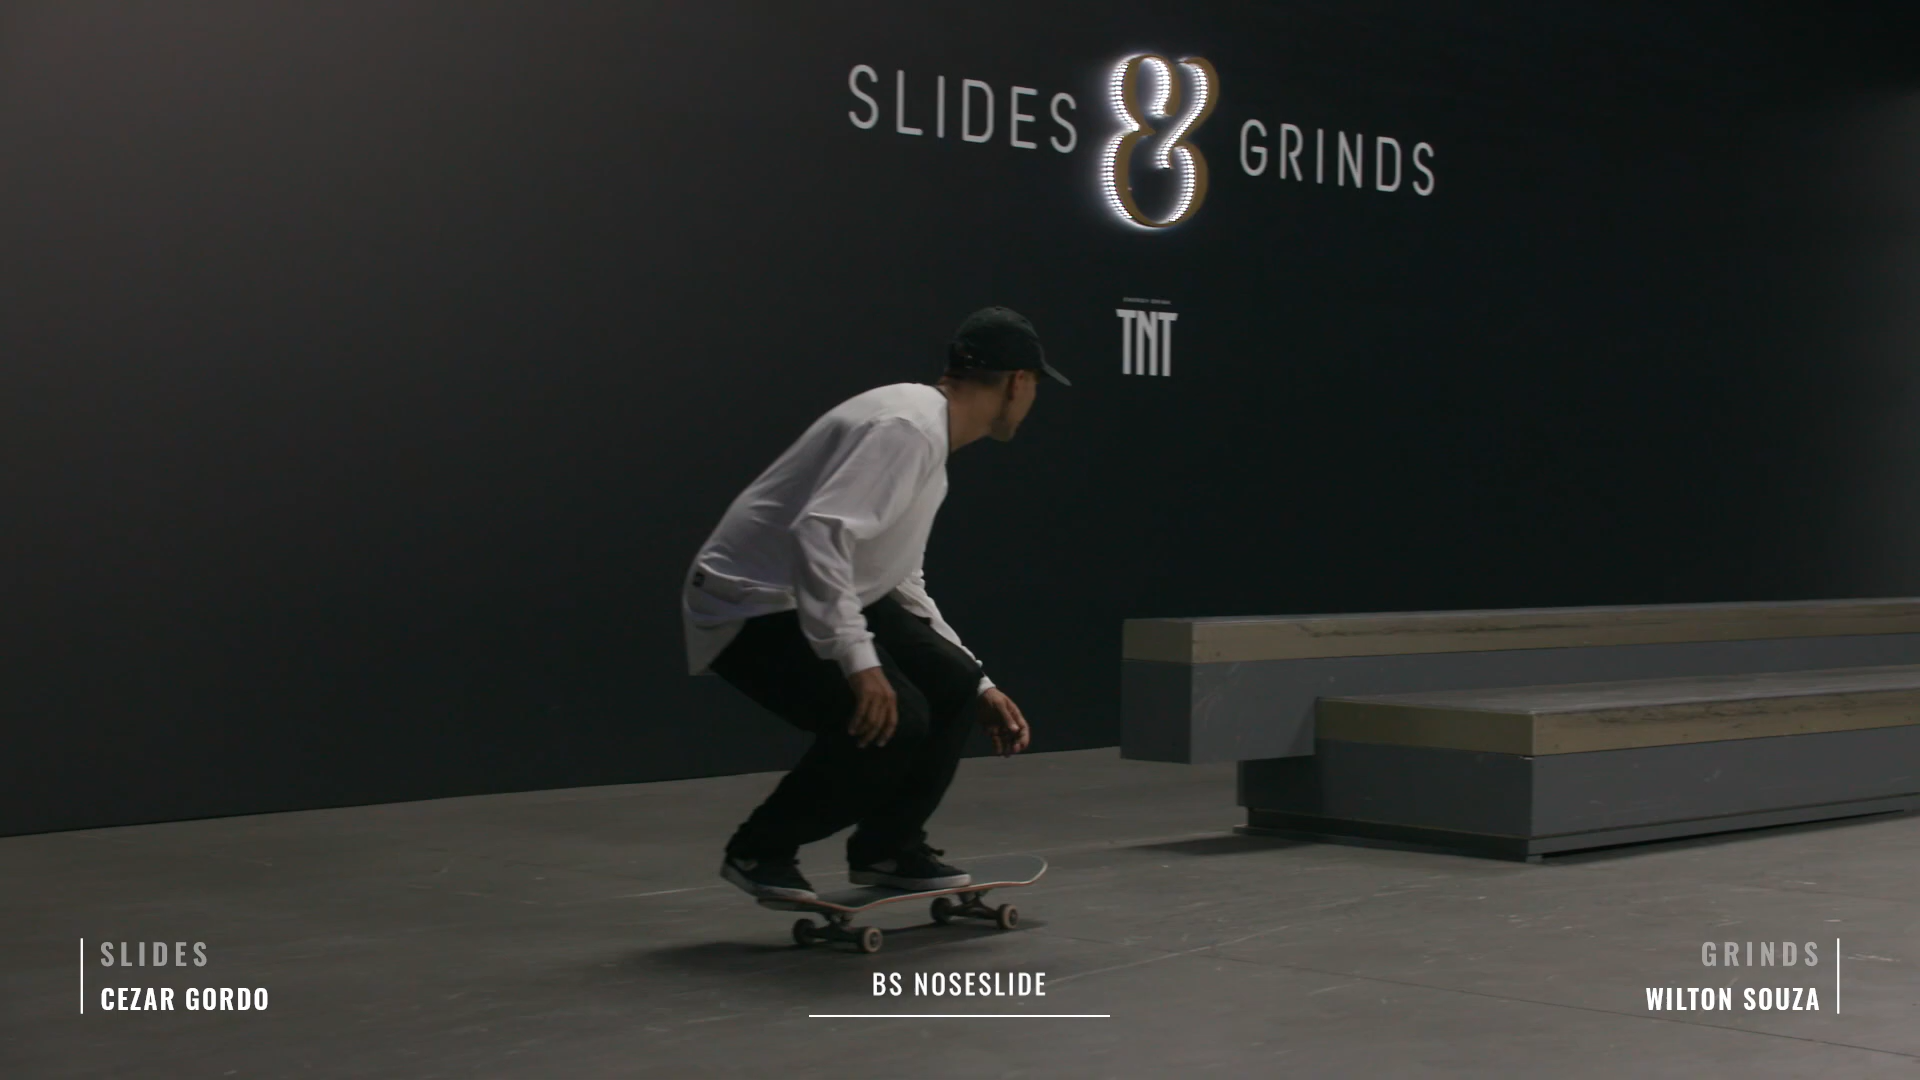 SLIDES & GRINDS
TNT
SLIDES
CEZAR GORDO
BS NOSESLIDE
GRINDS
WILTON SOUZA